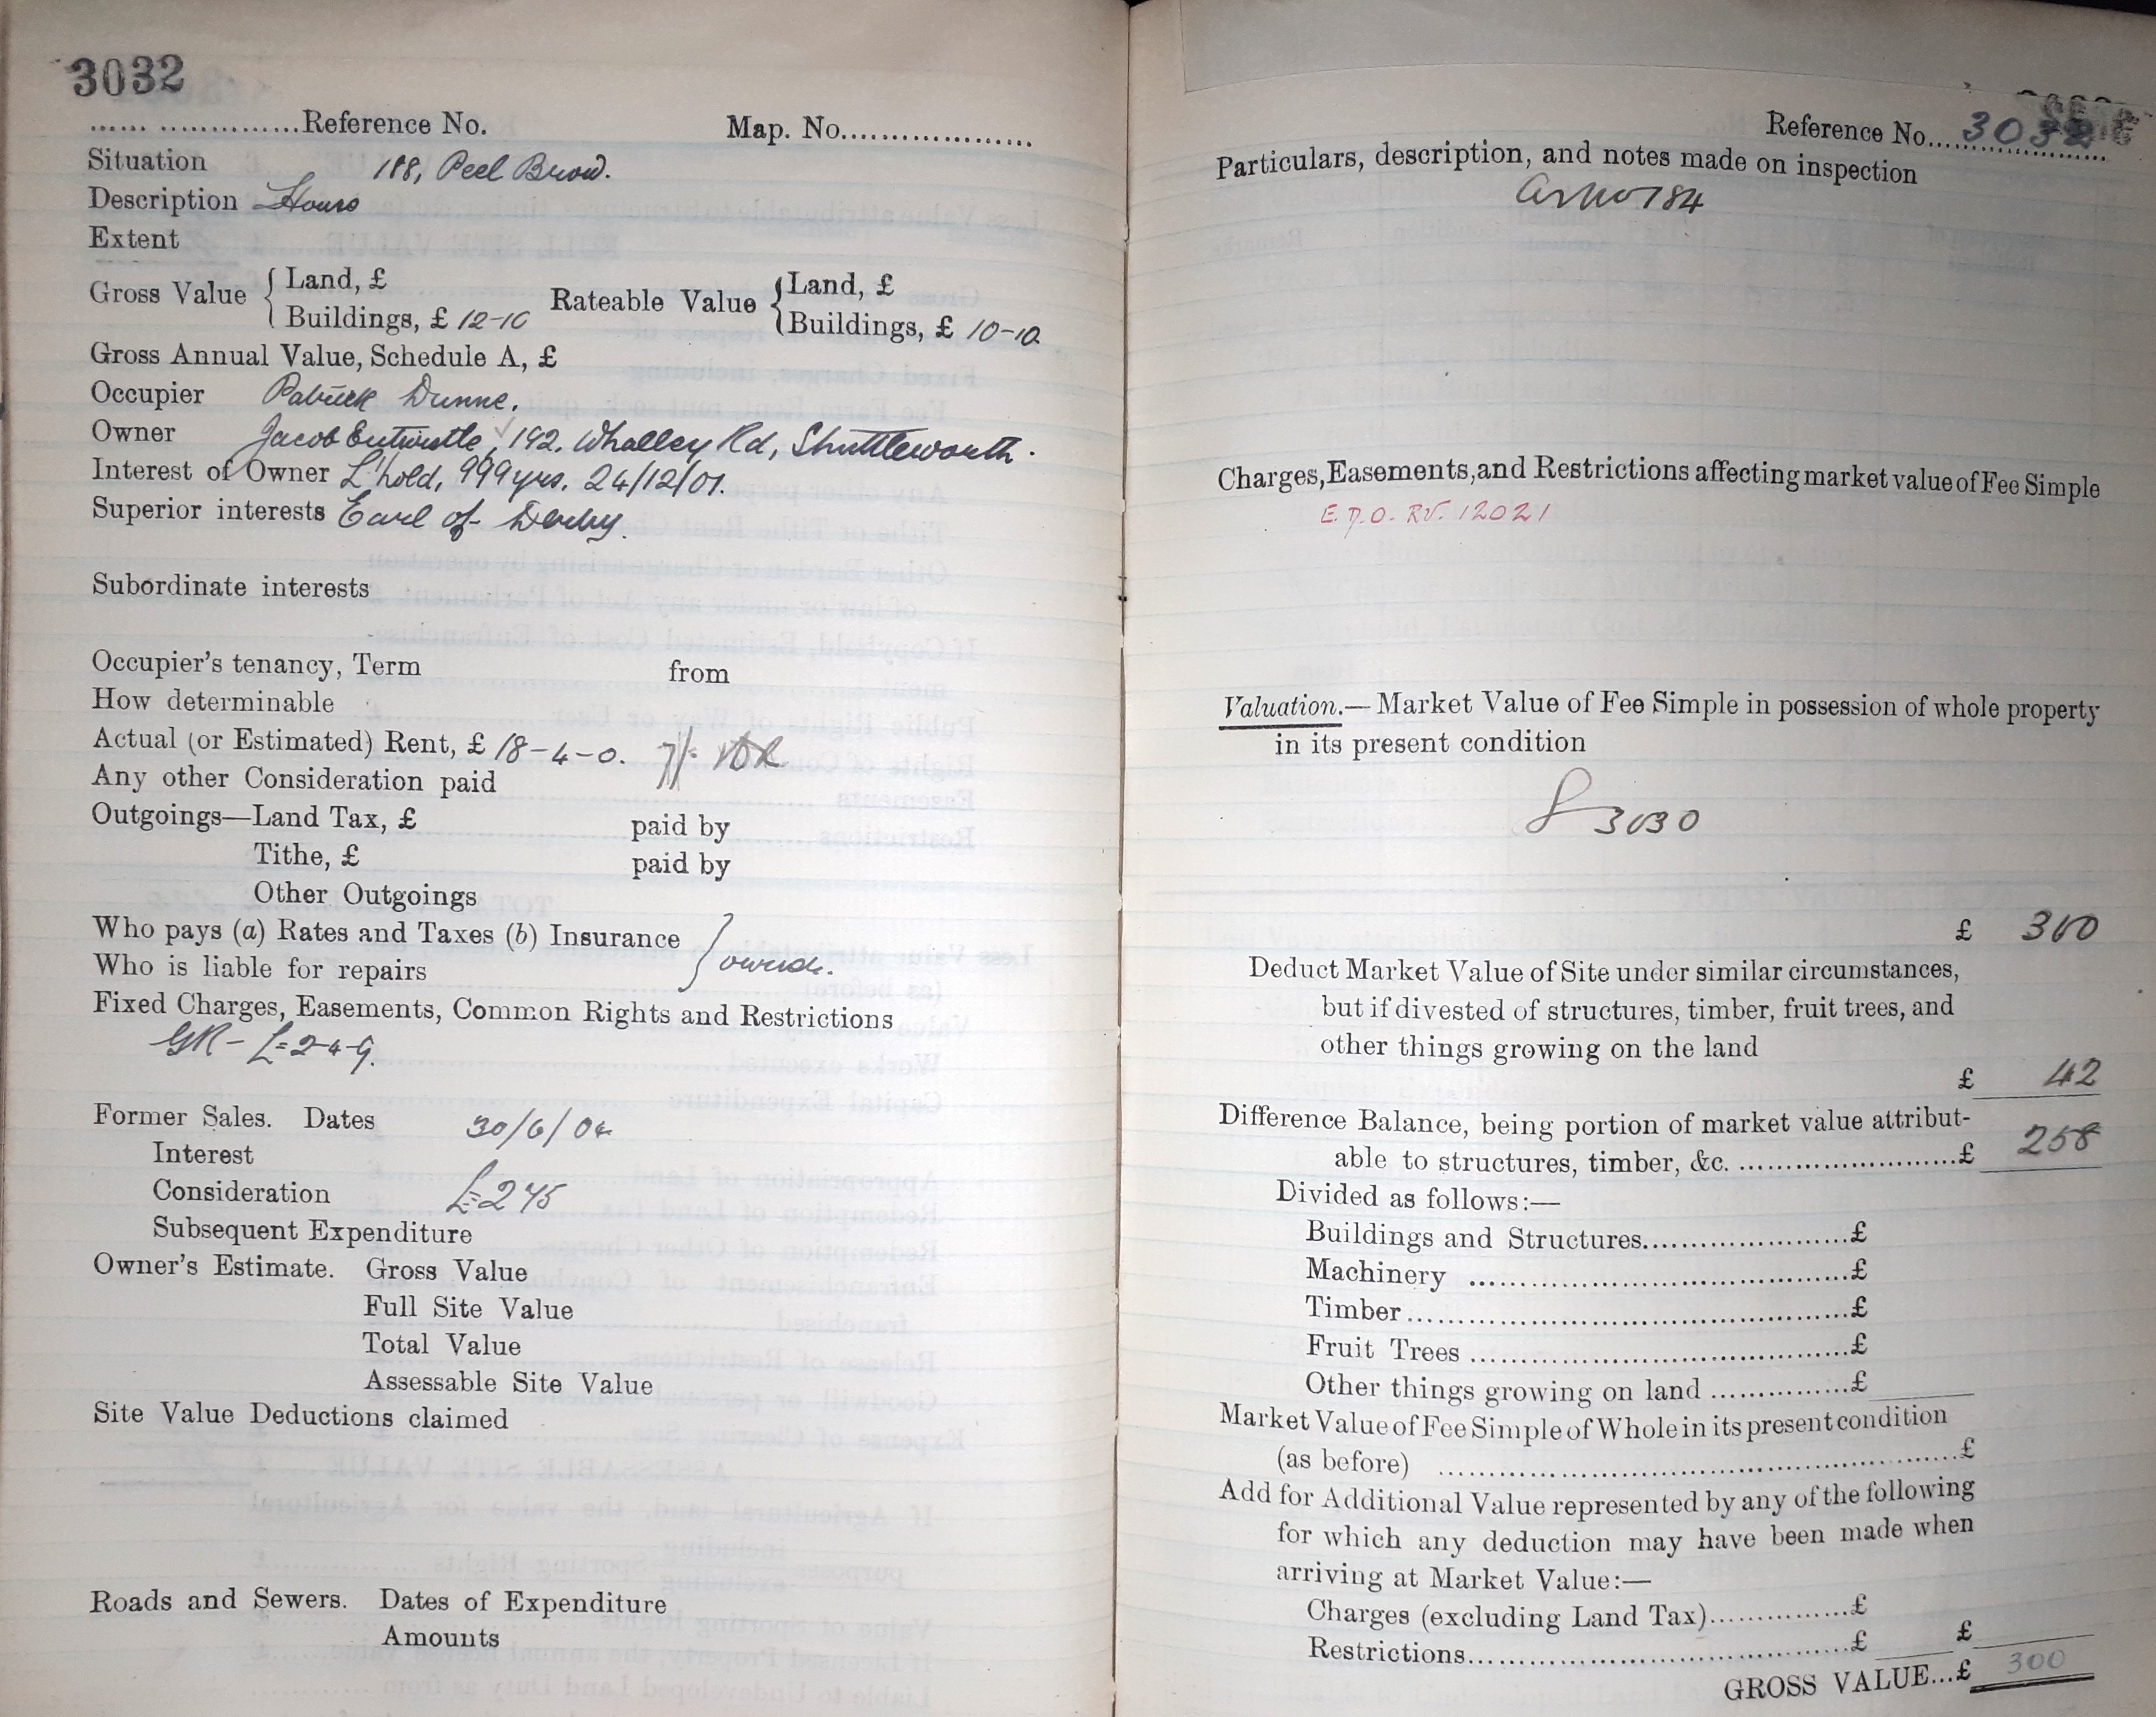 3032
Reference No. Map. No.
Situation 188, Peel Brow.
Description House
Extent
Gross Value { Land, £
Buildings, £ 12-10
Rateable Value { Land, £
Buildings, £ 10-10
Gross Annual Value, Schedule A, £
Occupier Patrick Dunne.
Owner Jacob Entwistle, 192, Whalley Rd, Shuttleworth.
Interest of Owner L'hold, 999 yrs. 24/12/01.
Superior interests Earl of Derby.
Subordinate interests
Occupier's tenancy, Term from
How determinable
Actual (or Estimated) Rent, £ 18-4-0. 7/-
Any other Consideration paid
Outgoings—Land Tax, £ paid by
Tithe, £ paid by
Other Outgoings
Who pays (a) Rates and Taxes (b) Insurance
Who is liable for repairs } owner.
Fixed Charges, Easements, Common Rights and Restrictions
GR - £2-4-9.
Former Sales. Dates 30/6/04
Interest
Consideration £245
Subsequent Expenditure
Owner's Estimate. Gross Value
Full Site Value
Total Value
Assessable Site Value
Site Value Deductions claimed
Roads and Sewers. Dates of Expenditure
Amounts
Reference No. 3032
Particulars, description, and notes made on inspection
as no 184
Charges, Easements, and Restrictions affecting market value of Fee Simple
E.D.O. RV. 12021
Valuation.— Market Value of Fee Simple in possession of whole property
in its present condition
3030
£ 300
Deduct Market Value of Site under similar circumstances,
but if divested of structures, timber, fruit trees, and
other things growing on the land
£ 42
Difference Balance, being portion of market value attribut-
able to structures, timber, &c. £ 258
Divided as follows:—
Buildings and Structures £
Machinery £
Timber £
Fruit Trees £
Other things growing on land £
Market Value of Fee Simple of Whole in its present condition
(as before) £
Add for Additional Value represented by any of the following
for which any deduction may have been made when
arriving at Market Value:—
Charges (excluding Land Tax) £
Restrictions £ £
GROSS VALUE... £ 300